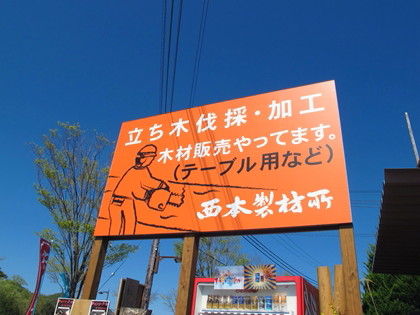 立ち木伐採・加工
木材販売やってます。
(テーブル用など)
西本製材所